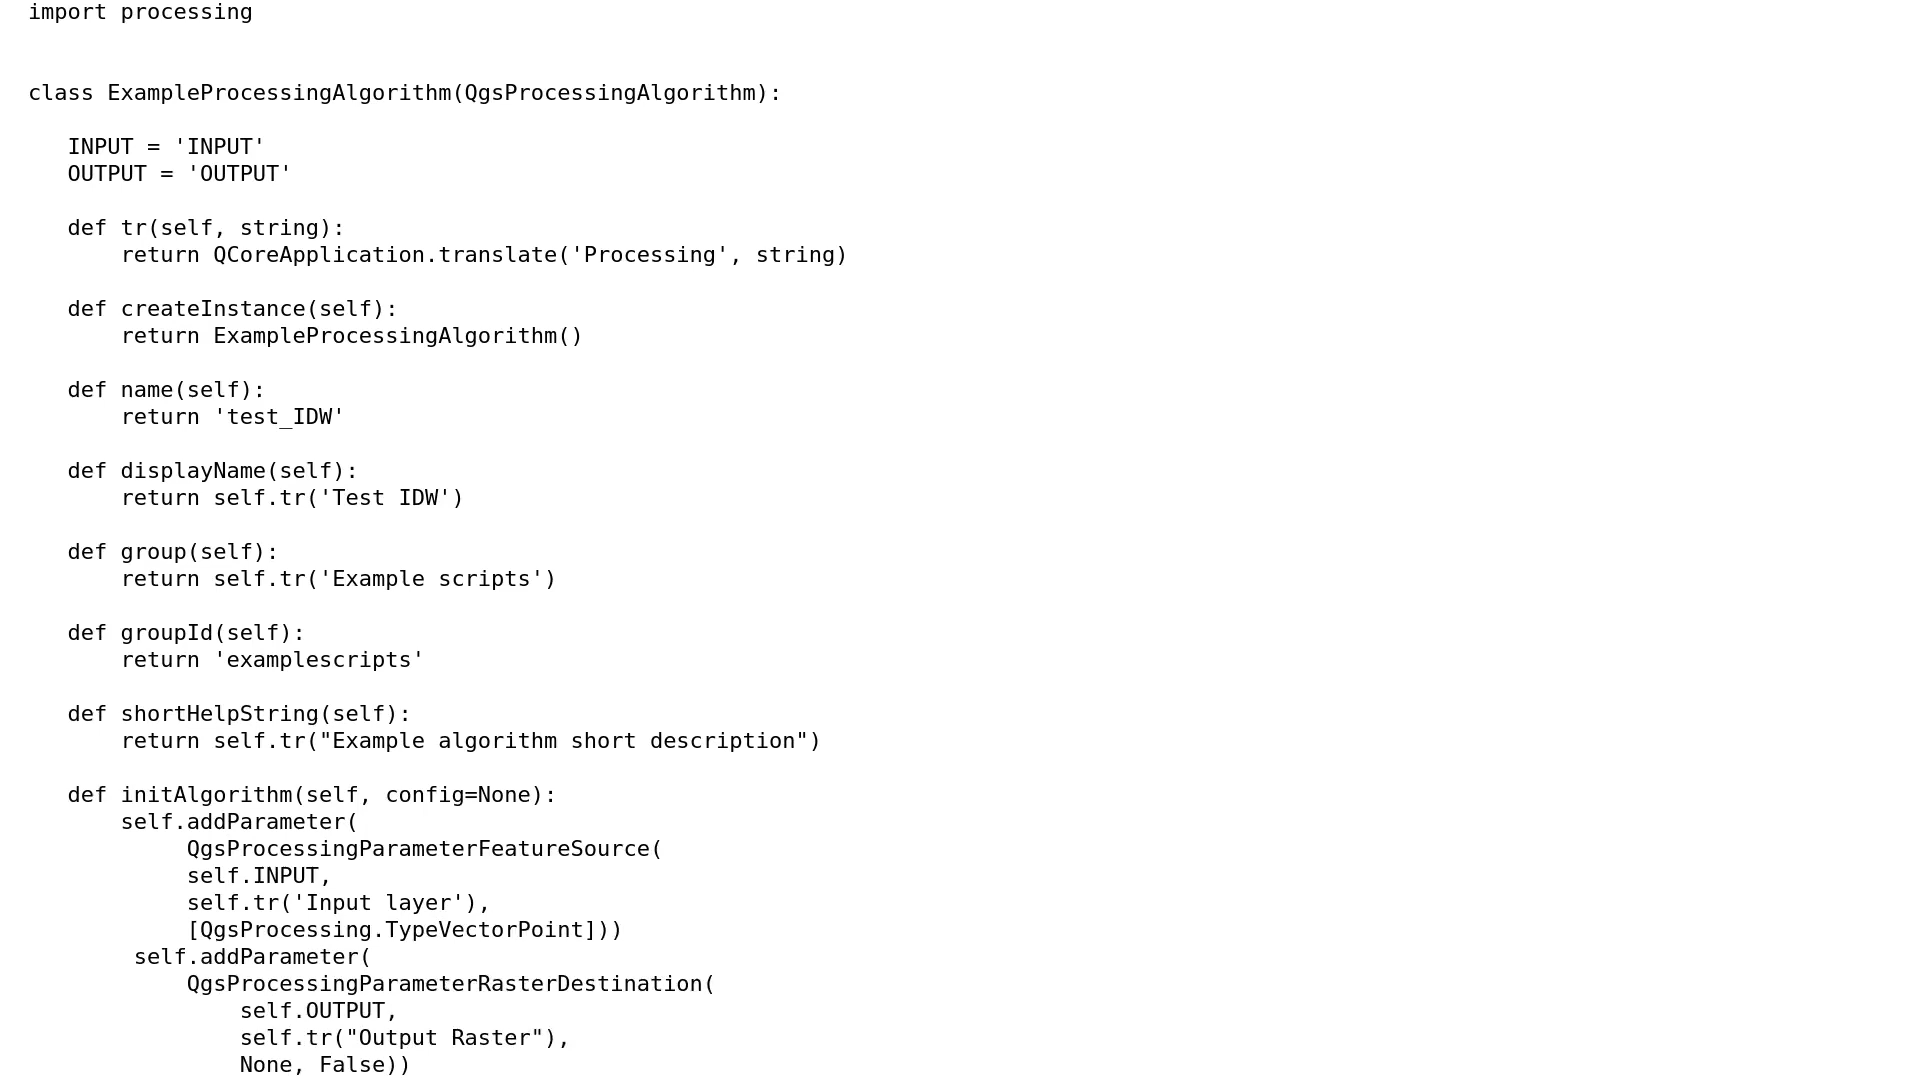 import processing


class ExampleProcessingAlgorithm(QgsProcessingAlgorithm):

   INPUT = 'INPUT'
   OUTPUT = 'OUTPUT'

   def tr(self, string):
       return QCoreApplication.translate('Processing', string)

   def createInstance(self):
       return ExampleProcessingAlgorithm()

   def name(self):
       return 'test_IDW'

   def displayName(self):
       return self.tr('Test IDW')

   def group(self):
       return self.tr('Example scripts')

   def groupId(self):
       return 'examplescripts'

   def shortHelpString(self):
       return self.tr("Example algorithm short description")

   def initAlgorithm(self, config=None):
       self.addParameter(
            QgsProcessingParameterFeatureSource(
            self.INPUT,
            self.tr('Input layer'),
            [QgsProcessing.TypeVectorPoint]))
        self.addParameter(
            QgsProcessingParameterRasterDestination(
                self.OUTPUT,
                self.tr("Output Raster"),
                None, False))